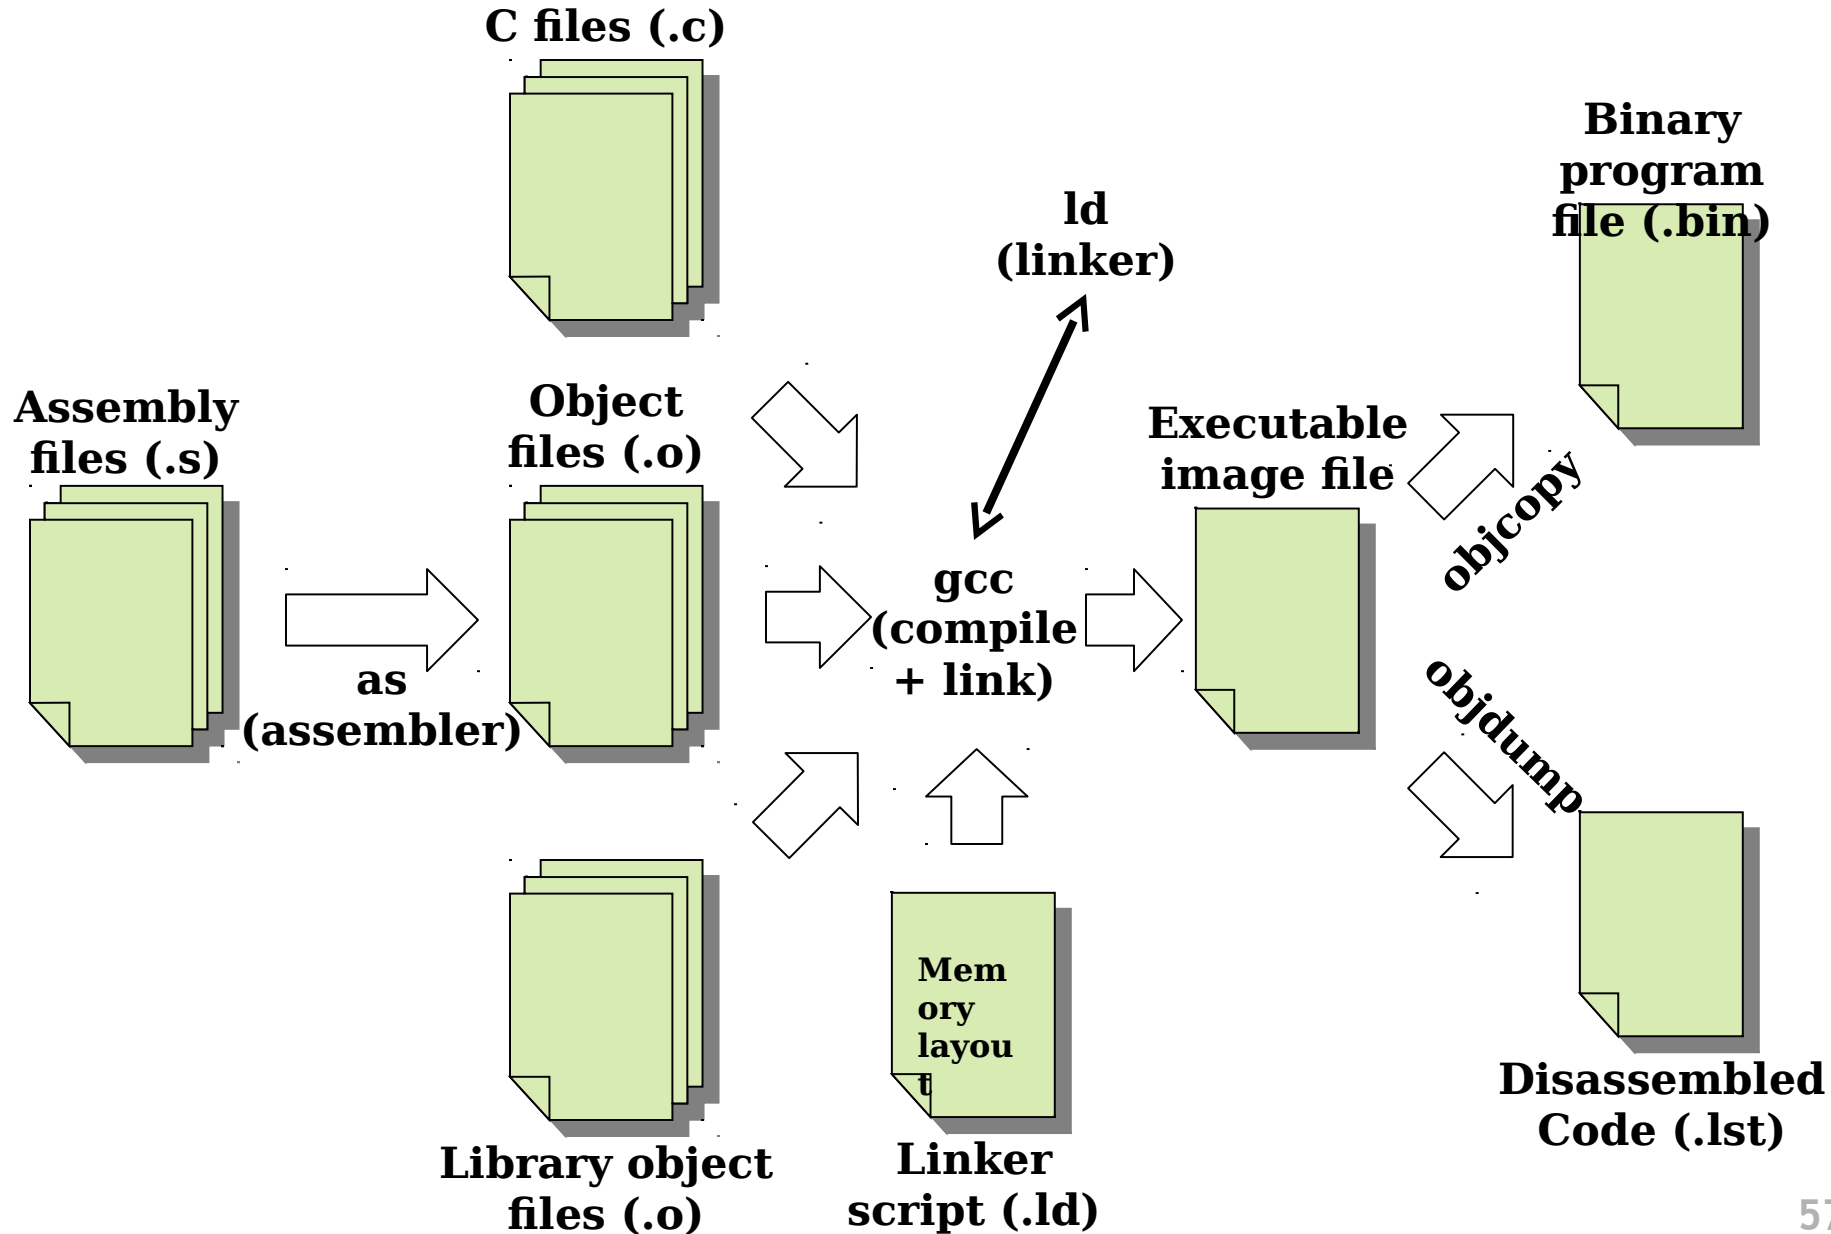 C files (.c)
Binary
program
file (.bin)
ld
(linker)
Assembly
files (.s)
Object
files (.o)
Executable
image file
objcopy
gcc
(compile
+ link)
as
(assembler)
objdump
Mem
ory
layou
t
Library object
files (.o)
Linker
script (.ld)
Disassembled
Code (.lst)
57